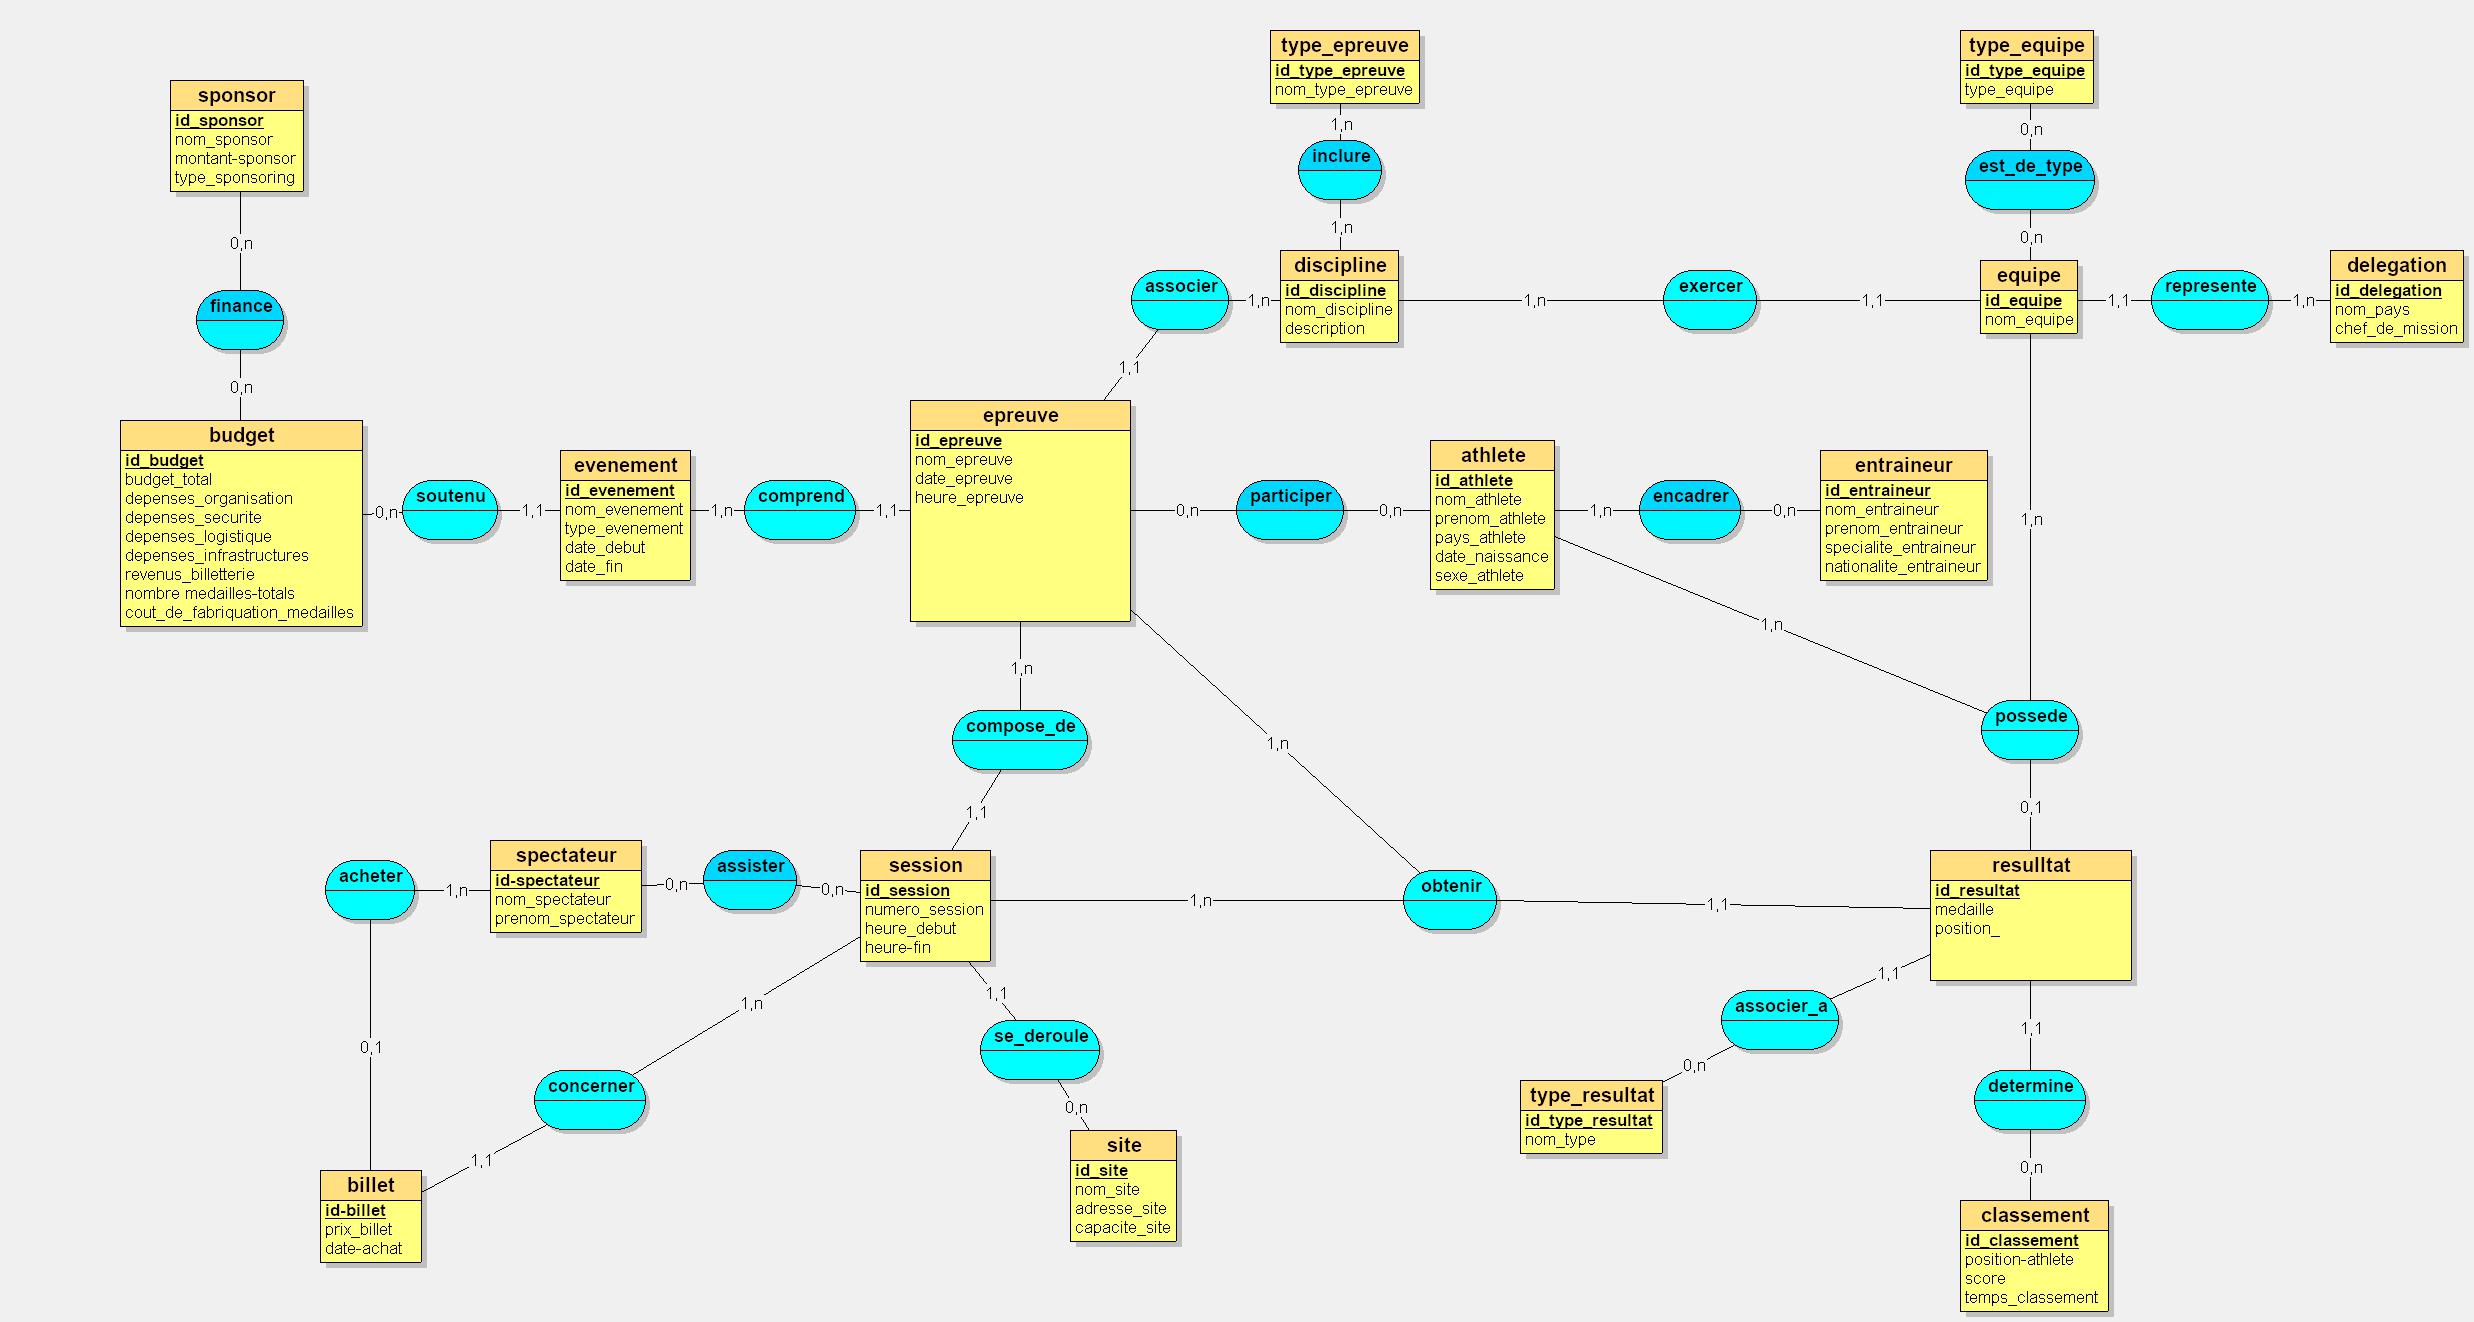 type_epreuve
id_type_epreuve
nom_type_epreuve
type_equipe
id_type_equipe
type_equipe
sponsor
id_sponsor
nom_sponsor
montant-sponsor
type_sponsoring
1,n
inclure
1,n
0,n
est_de_type
0,n
0,n
finance
0,n
associer
1,n
1,1
discipline
id_discipline
nom_discipline
description
1,n
exercer
1,1
equipe
id_equipe
nom_equipe
1,1
represente
1,n
delegation
id_delegation
nom_pays
chef_de_mission
budget
id_budget
budget_total
depenses_organisation
depenses_securite
depenses_logistique
depenses_infrastructures
revenus_billetterie
nombre medailles-totals
cout_de_fabriquation_medailles
0,n
soutenu
1,1
evenement
id_evenement
nom_evenement
type_evenement
date_debut
date_fin
1,n
comprend
1,1
epreuve
id_epreuve
nom_epreuve
date_epreuve
heure_epreuve
0,n
participer
0,n
athlete
id_athlete
nom_athlete
prenom_athlete
pays_athlete
date_naissance
sexe_athlete
1,n
encadrer
0,n
entraineur
id_entraineur
nom_entraineur
prenom_entraineur
specialite_entraineur
nationalite_entraineur
1,n
1,n
1,n
compose_de
1,1
1,n
possede
0,1
acheter
1,n
0,1
spectateur
id-spectateur
nom_spectateur
prenom_spectateur
0,n
assister
0,n
session
id_session
numero_session
heure_debut
heure-fin
1,n
obtenir
1,1
resulltat
id_resultat
medaille
position_
1,n
concerner
1,1
1,1
se_deroule
0,n
1,1
associer_a
0,n
1,1
determine
0,n
type_resultat
id_type_resultat
nom_type
site
id_site
nom_site
adresse_site
capacite_site
billet
id-billet
prix_billet
date-achat
classement
id_classement
position-athlete
score
temps_classement